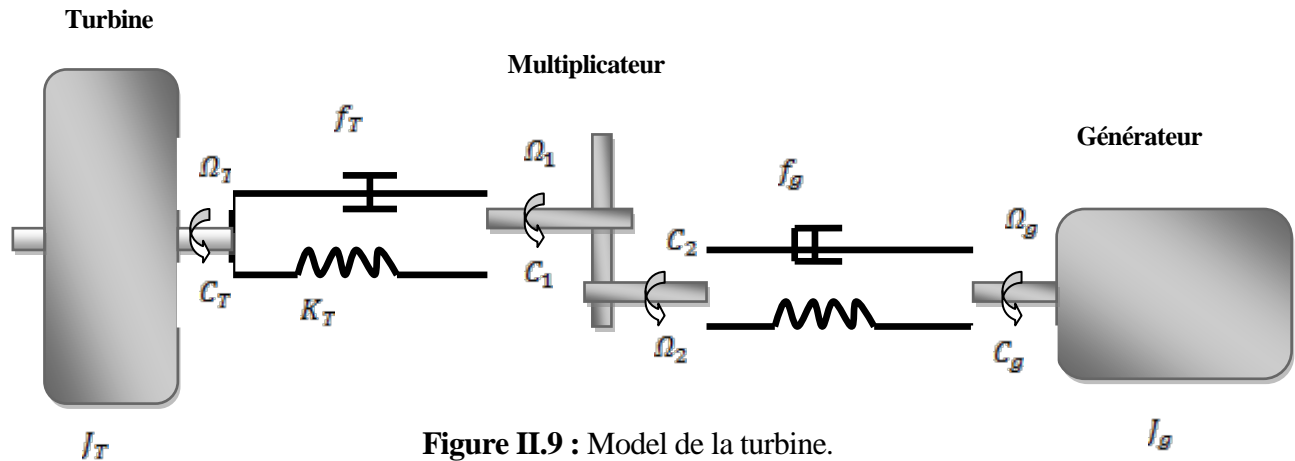 Turbine
Multiplicateur
Générateur
f_T
Ω_T
Ω_1
f_g
Ω_g
C_2
C_T
K_T
C_1
Ω_2
C_g
J_T
Figure II.9 : Model de la turbine.
J_g